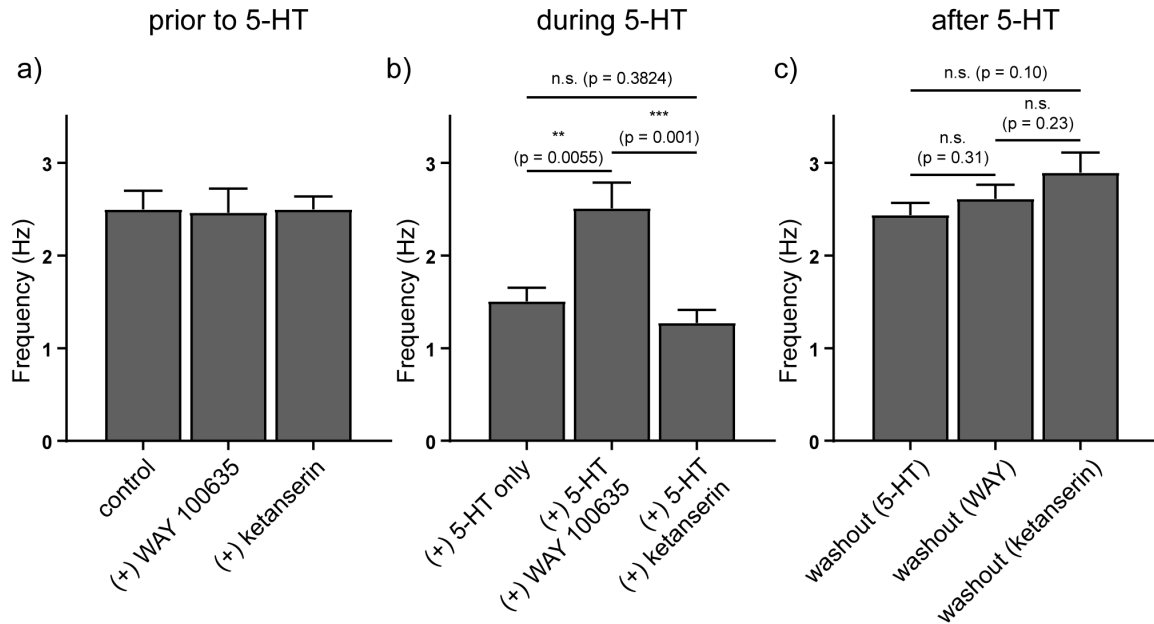 prior to 5-HT
during 5-HT
after 5-HT
a)
Frequency (Hz)
3
2
1
0
control
(+) WAY 100635
(+) ketanserin
b)
n.s. (p = 0.3824)
**
(p = 0.0055)
***
(p = 0.001)
Frequency (Hz)
3
2
1
0
(+) 5-HT only
(+) 5-HT
(+) WAY 100635
(+) 5-HT
(+) ketanserin
c)
n.s. (p = 0.10)
n.s.
(p = 0.31)
n.s.
(p = 0.23)
Frequency (Hz)
3
2
1
0
washout (5-HT)
washout (WAY)
washout (ketanserin)